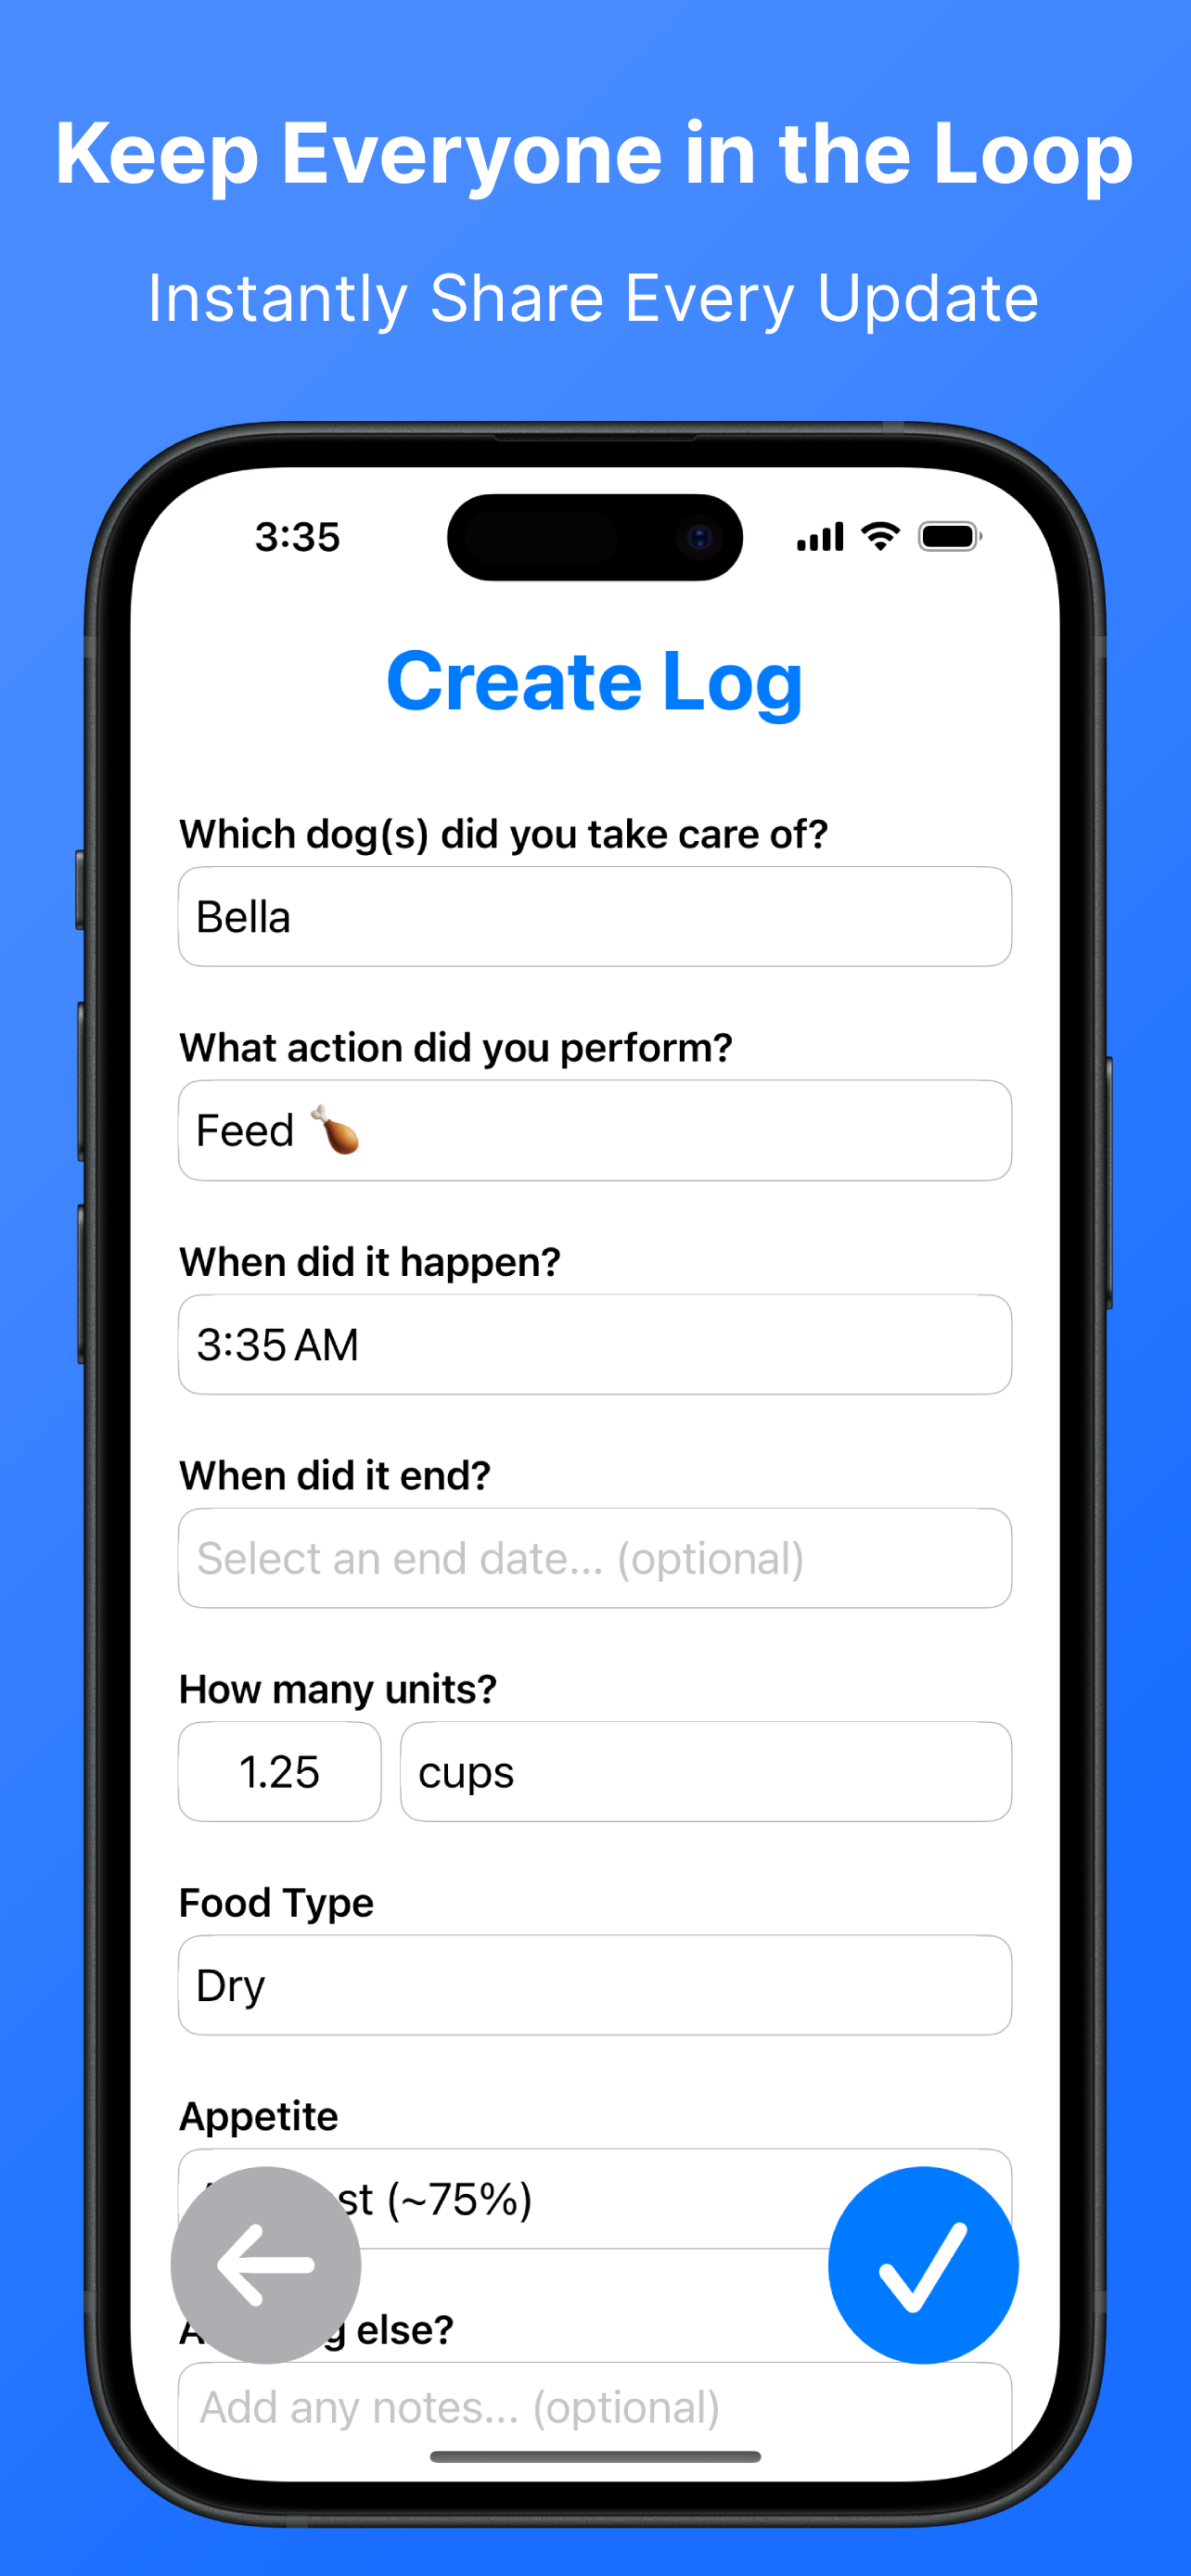 Keep Everyone in the Loop
Instantly Share Every Update
3:35
Create Log
Which dog(s) did you take care of?
Bella
What action did you perform?
Feed 🍗
When did it happen?
3:35 AM
When did it end?
Select an end date... (optional)
How many units?
1.25 cups
Food Type
Dry
Appetite
(~75%)
else?
Add any notes... (optional)